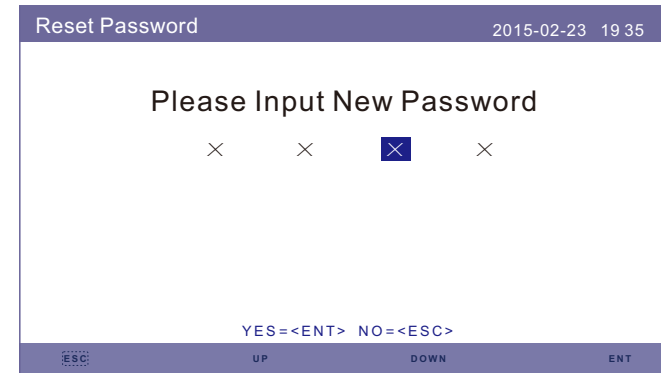 Reset Password 2015-02-23 19 35
Please Input New Password
× × × ×
YES=<ENT> NO=<ESC>
ESC UP DOWN ENT